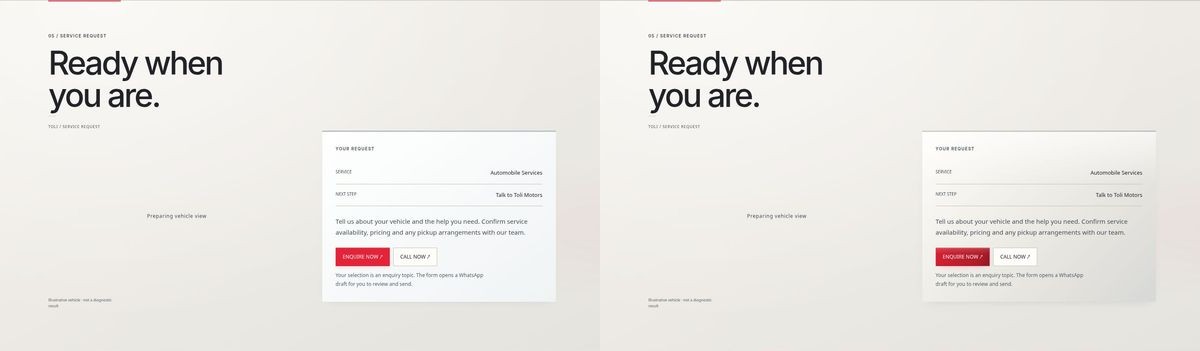 05 / SERVICE REQUEST
Ready when
you are.
TOLI / SERVICE REQUEST
YOUR REQUEST
SERVICE Automobile Services
NEXT STEP Talk to Toli Motors
Preparing vehicle view
Tell us about your vehicle and the help you need. Confirm service
availability, pricing and any pickup arrangements with our team.
ENQUIRE NOW ↗ CALL NOW ↗
Your selection is an enquiry topic. The form opens a WhatsApp
draft for you to review and send.
Illustrative vehicle · not a diagnostic
result
05 / SERVICE REQUEST
Ready when
you are.
TOLI / SERVICE REQUEST
YOUR REQUEST
SERVICE Automobile Services
NEXT STEP Talk to Toli Motors
Preparing vehicle view
Tell us about your vehicle and the help you need. Confirm service
availability, pricing and any pickup arrangements with our team.
ENQUIRE NOW ↗ CALL NOW ↗
Your selection is an enquiry topic. The form opens a WhatsApp
draft for you to review and send.
Illustrative vehicle · not a diagnostic
result